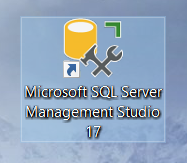 Microsoft SQL Server
Management Studio
17